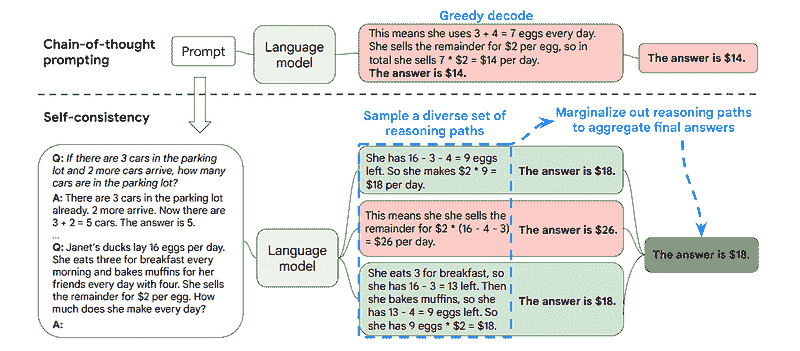 Greedy decode
Chain-of-thought
prompting
Prompt
Language
model
This means she uses 3 + 4 = 7 eggs every day.
She sells the remainder for $2 per egg, so in
total she sells 7 * $2 = $14 per day.
The answer is $14.
The answer is $14.
Self-consistency
Sample a diverse set of
reasoning paths
Marginalize out reasoning paths
to aggregate final answers
Q: If there are 3 cars in the parking
lot and 2 more cars arrive, how many
cars are in the parking lot?
A: There are 3 cars in the parking lot
already. 2 more arrive. Now there are
3 + 2 = 5 cars. The answer is 5.
...
Q: Janet's ducks lay 16 eggs per day.
She eats three for breakfast every
morning and bakes muffins for her
friends every day with four. She sells
the remainder for $2 per egg. How
much does she make every day?
A:
Language
model
She has 16 - 3 - 4 = 9 eggs
left. So she makes $2 * 9 =
$18 per day.
The answer is $18.
This means she she sells the
remainder for $2 * (16 - 4 - 3)
= $26 per day.
The answer is $26.
She eats 3 for breakfast, so
she has 16 - 3 = 13 left. Then
she bakes muffins, so she
has 13 - 4 = 9 eggs left. So
she has 9 eggs * $2 = $18.
The answer is $18.
The answer is $18.